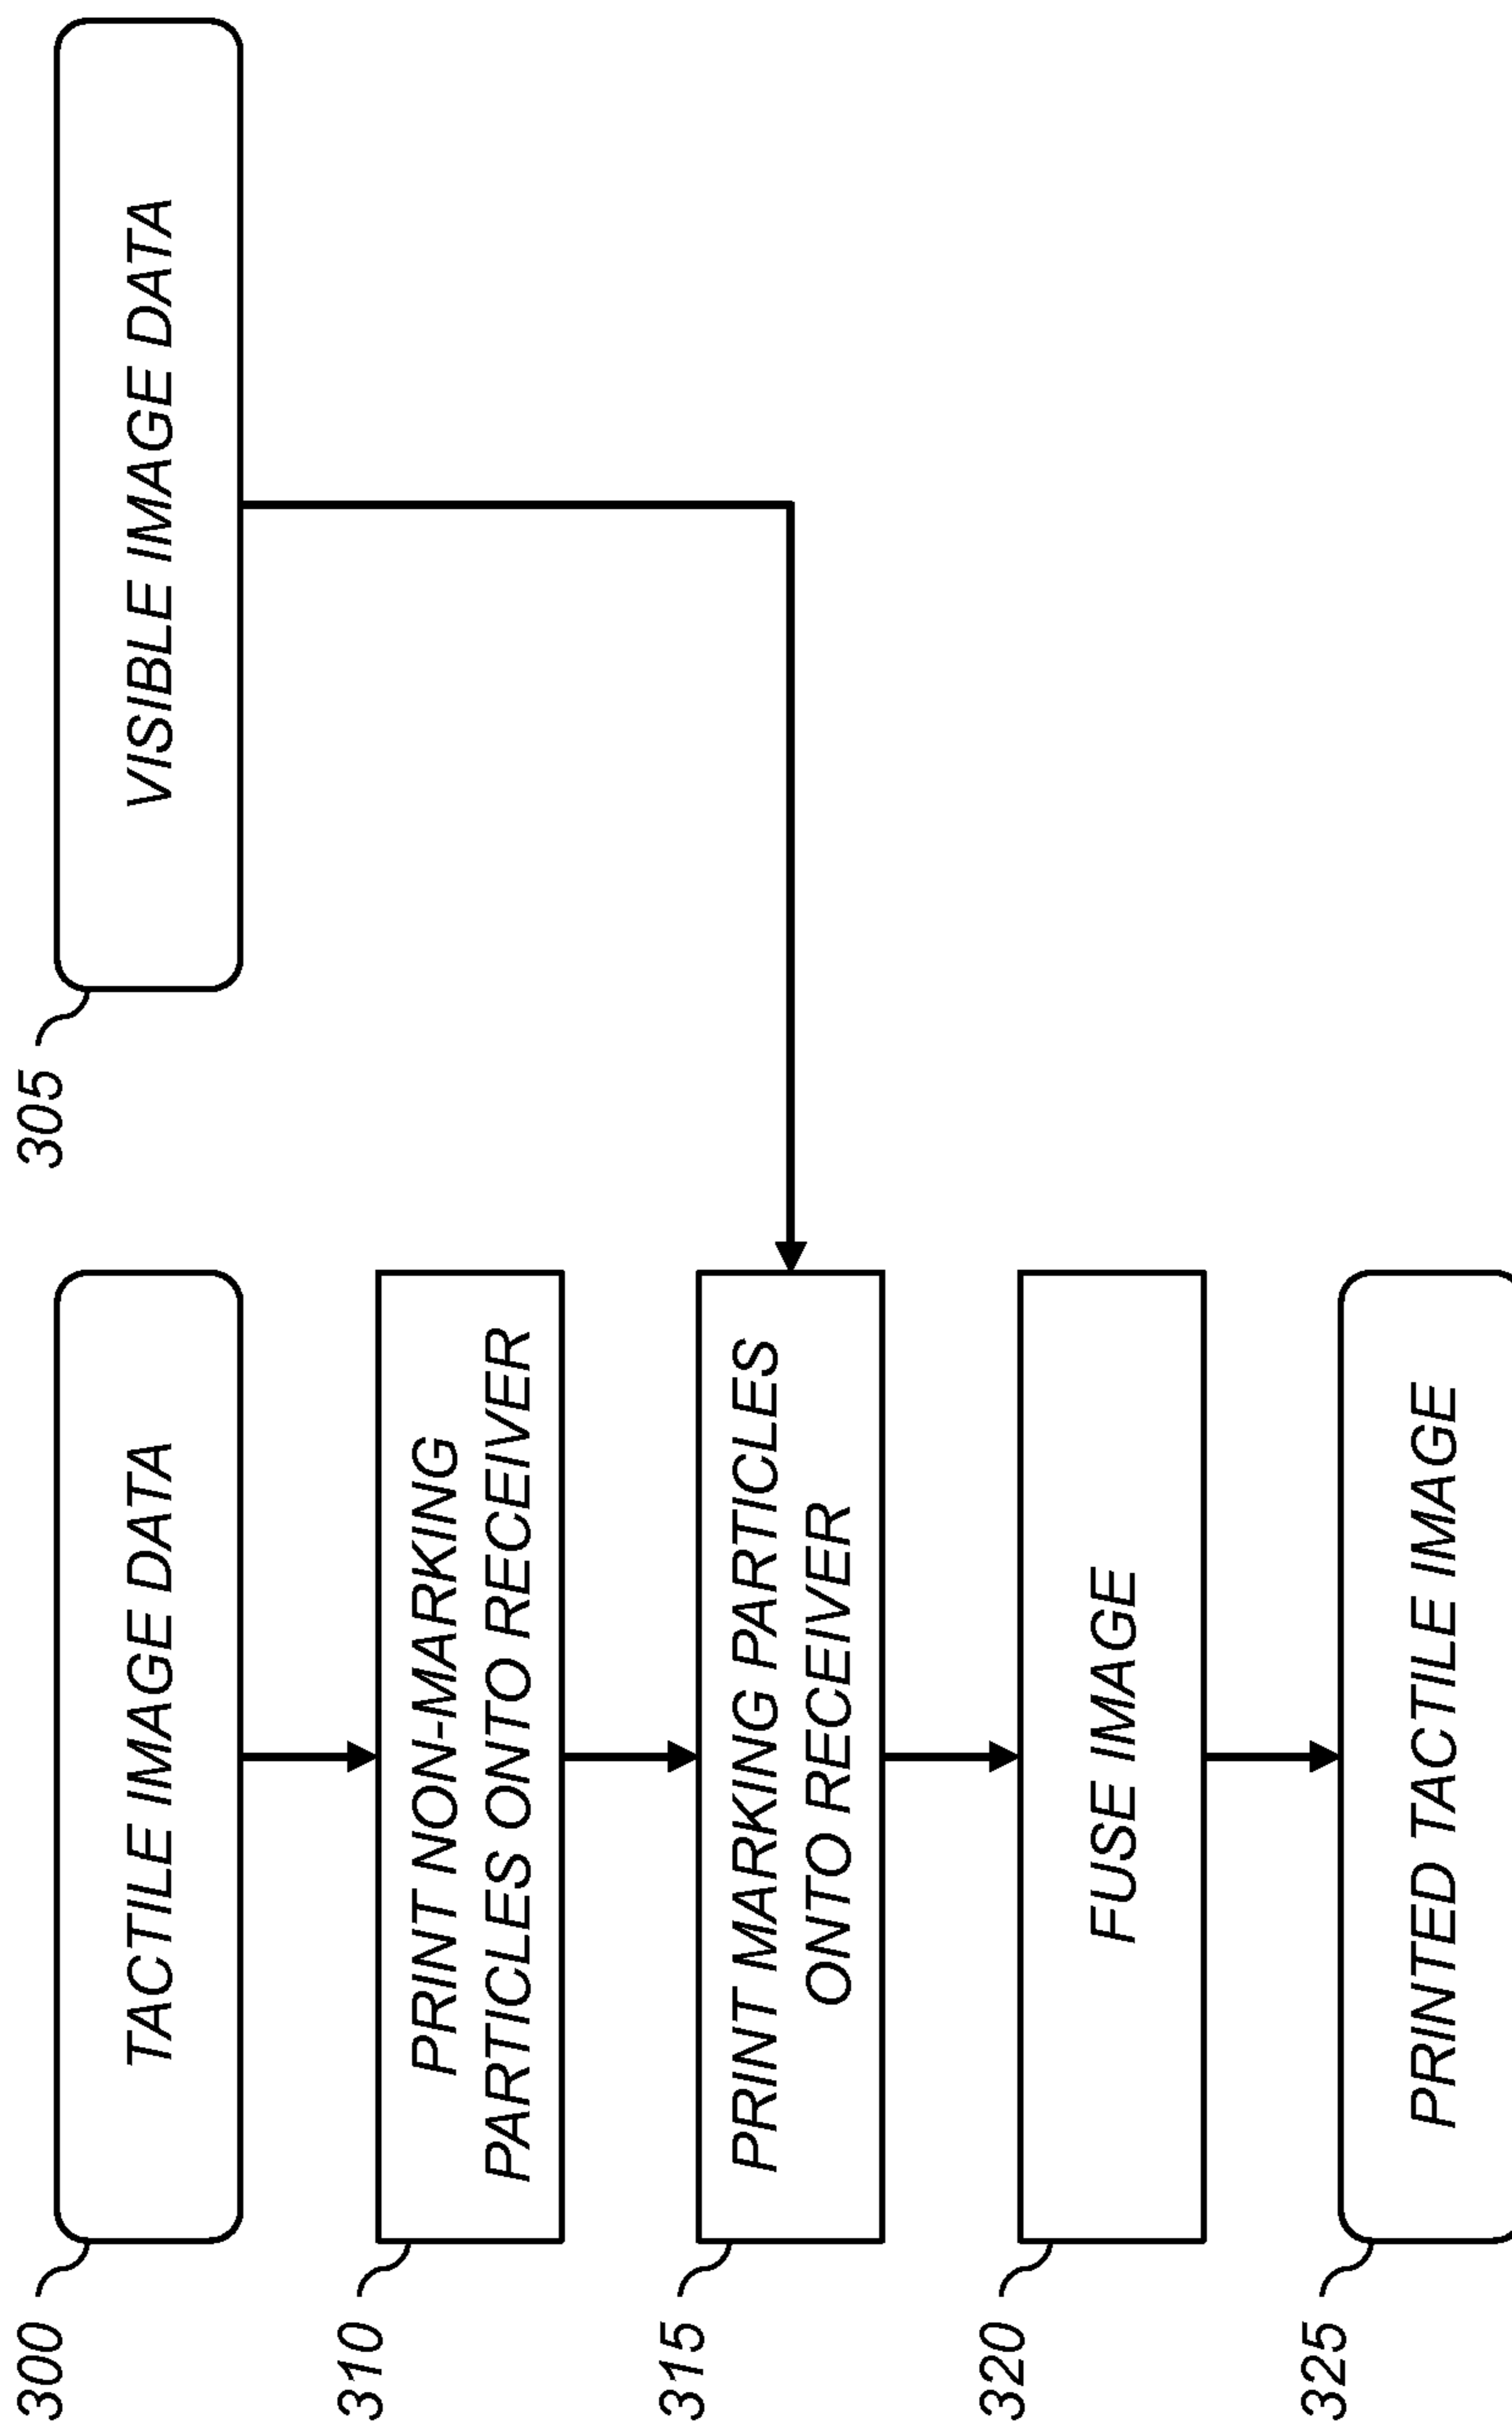 300
TACTILE IMAGE DATA
305
VISIBLE IMAGE DATA
310
PRINT NON-MARKING
PARTICLES ONTO RECEIVER
315
PRINT MARKING PARTICLES
ONTO RECEIVER
320
FUSE IMAGE
325
PRINTED TACTILE IMAGE